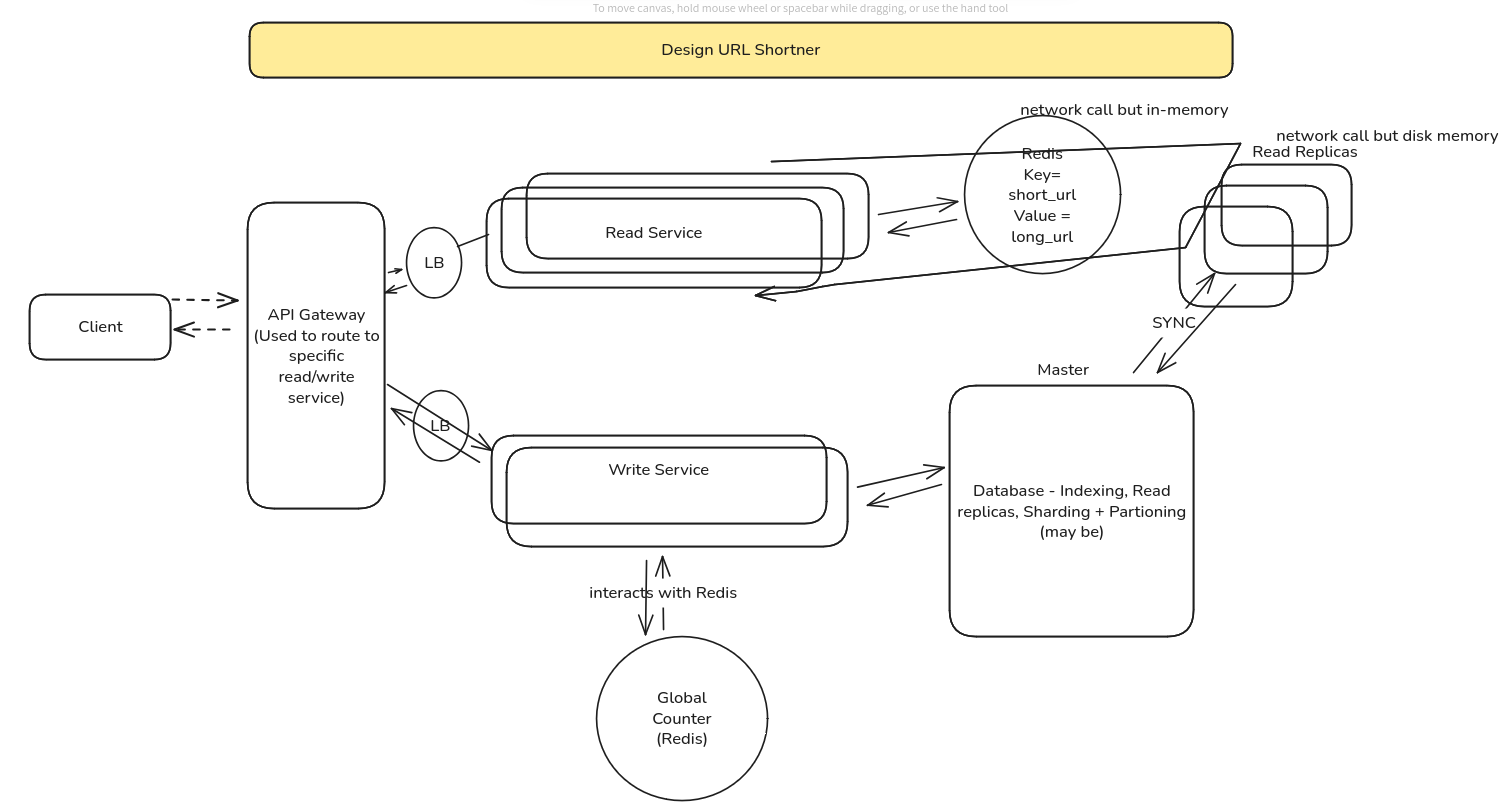 To move canvas, hold mouse wheel or spacebar while dragging, or use the hand tool
Design URL Shortner
network call but in-memory
network call but disk memory
Read Replicas
Redis
Key=
short_url
Value =
long_url
Read Service
LB
Client
API Gateway
(Used to route to
specific
read/write
service)
SYNC
Master
LB
Write Service
Database - Indexing, Read
replicas, Sharding + Partioning
(may be)
interacts with Redis
Global
Counter
(Redis)